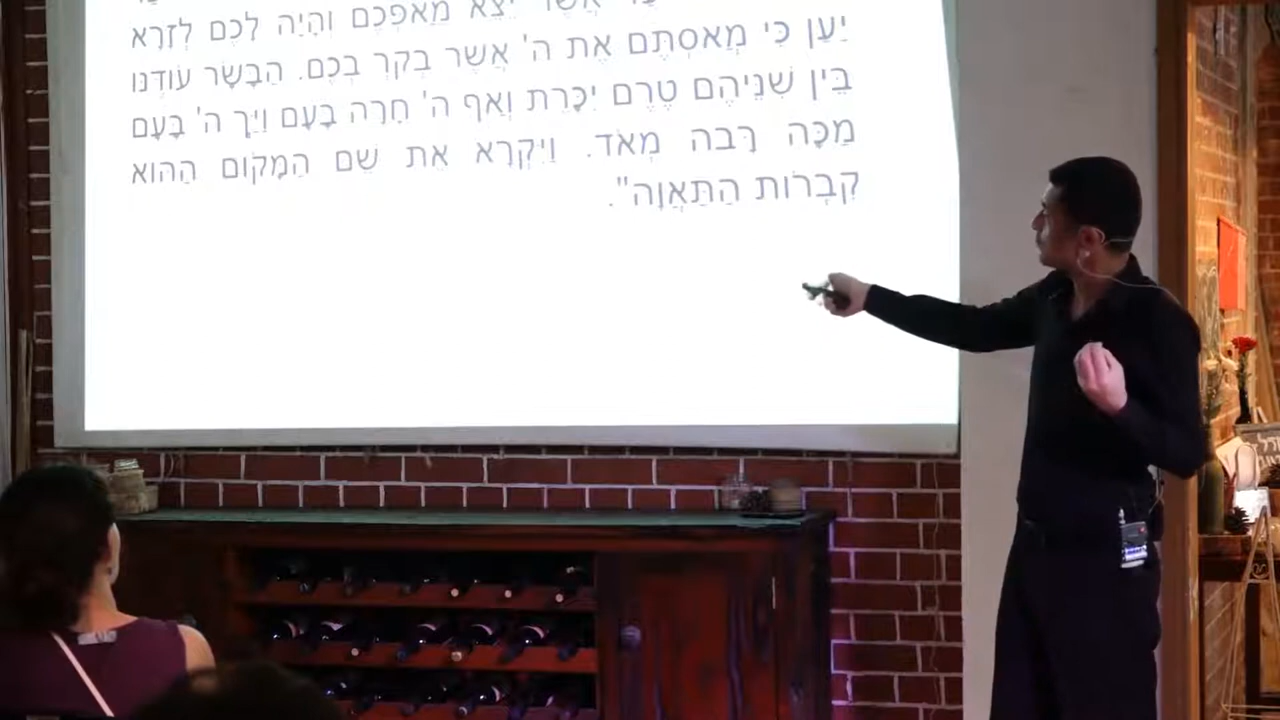 אֲשֶׁר יֵצֵא מֵאַפְּכֶם וְהָיָה לָכֶם לְזָרָא
יַעַן כִּי מְאַסְתֶּם אֶת ה' אֲשֶׁר בְּקִרְבְּכֶם. הַבָּשָׂר עוֹדֶנּוּ
בֵּין שִׁנֵּיהֶם טֶרֶם יִכָּרֵת וְאַף ה' חָרָה בָעָם וַיַּךְ ה' בָּעָם
מַכָּה רַבָּה מְאֹד. וַיִּקְרָא אֶת שֵׁם הַמָּקוֹם הַהוּא
קִבְרוֹת הַתַּאֲוָה".